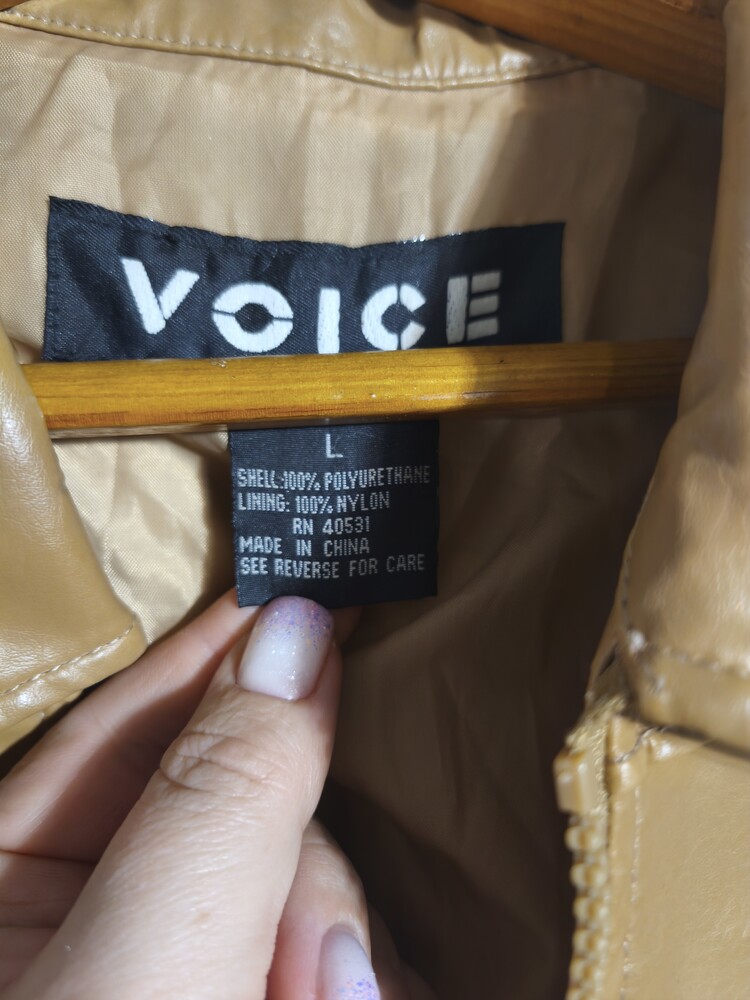 VOICE
L
SHELL:100% POLYURETHANE
LINING: 100% NYLON
RN 40531
MADE IN CHINA
SEE REVERSE FOR CARE